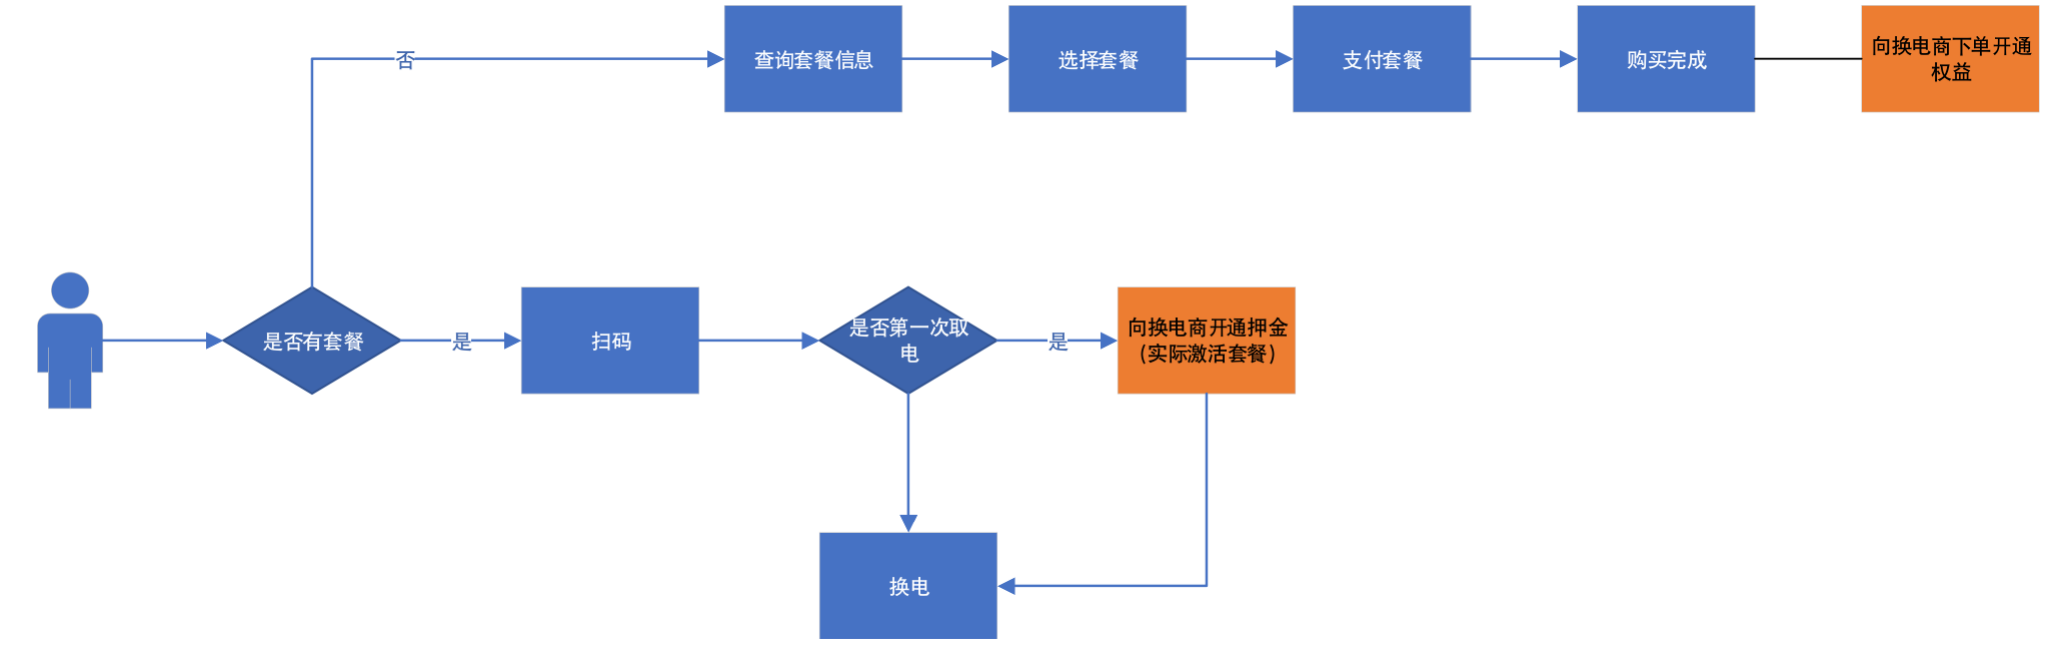 否
查询套餐信息
选择套餐
支付套餐
购买完成
向换电商下单开通
权益
是否有套餐
是
扫码
是否第一次取
电
是
向换电商开通押金
(实际激活套餐)
换电